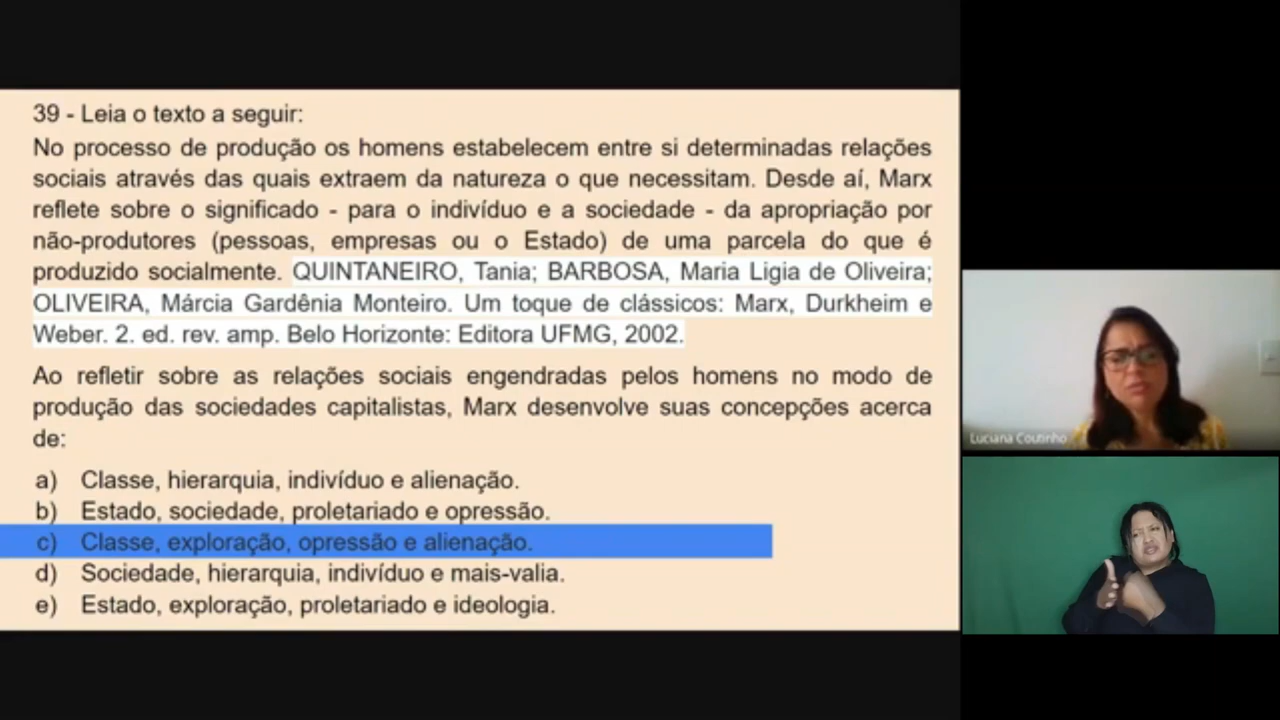 39 - Leia o texto a seguir:
No processo de produção os homens estabelecem entre si determinadas relações
sociais através das quais extraem da natureza o que necessitam. Desde aí, Marx
reflete sobre o significado - para o indivíduo e a sociedade - da apropriação por
não-produtores (pessoas, empresas ou o Estado) de uma parcela do que é
produzido socialmente. QUINTANEIRO, Tania; BARBOSA, Maria Ligia de Oliveira;
OLIVEIRA, Márcia Gardênia Monteiro. Um toque de clássicos: Marx, Durkheim e
Weber. 2. ed. rev. amp. Belo Horizonte: Editora UFMG, 2002.
Ao refletir sobre as relações sociais engendradas pelos homens no modo de
produção das sociedades capitalistas, Marx desenvolve suas concepções acerca
de:
a) Classe, hierarquia, indivíduo e alienação.
b) Estado, sociedade, proletariado e opressão.
c) Classe, exploração, opressão e alienação.
d) Sociedade, hierarquia, indivíduo e mais-valia.
e) Estado, exploração, proletariado e ideologia.
Luciana Coutinho